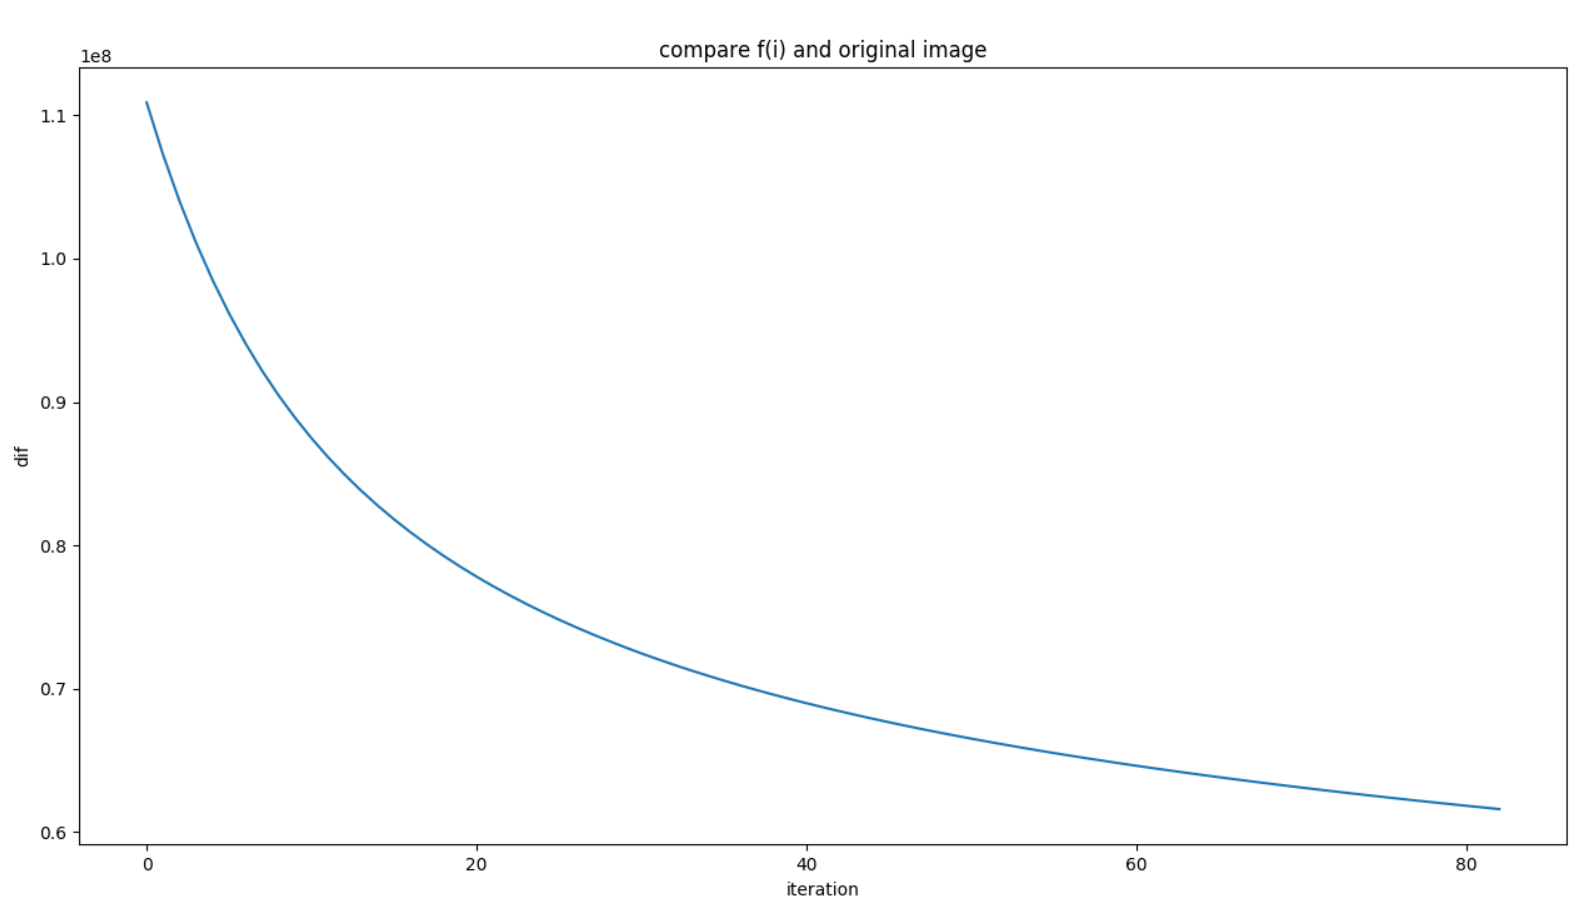 compare f(i) and original image
1e8
1.1
1.0
0.9
0.8
0.7
0.6
dif
0 20 40 60 80
iteration